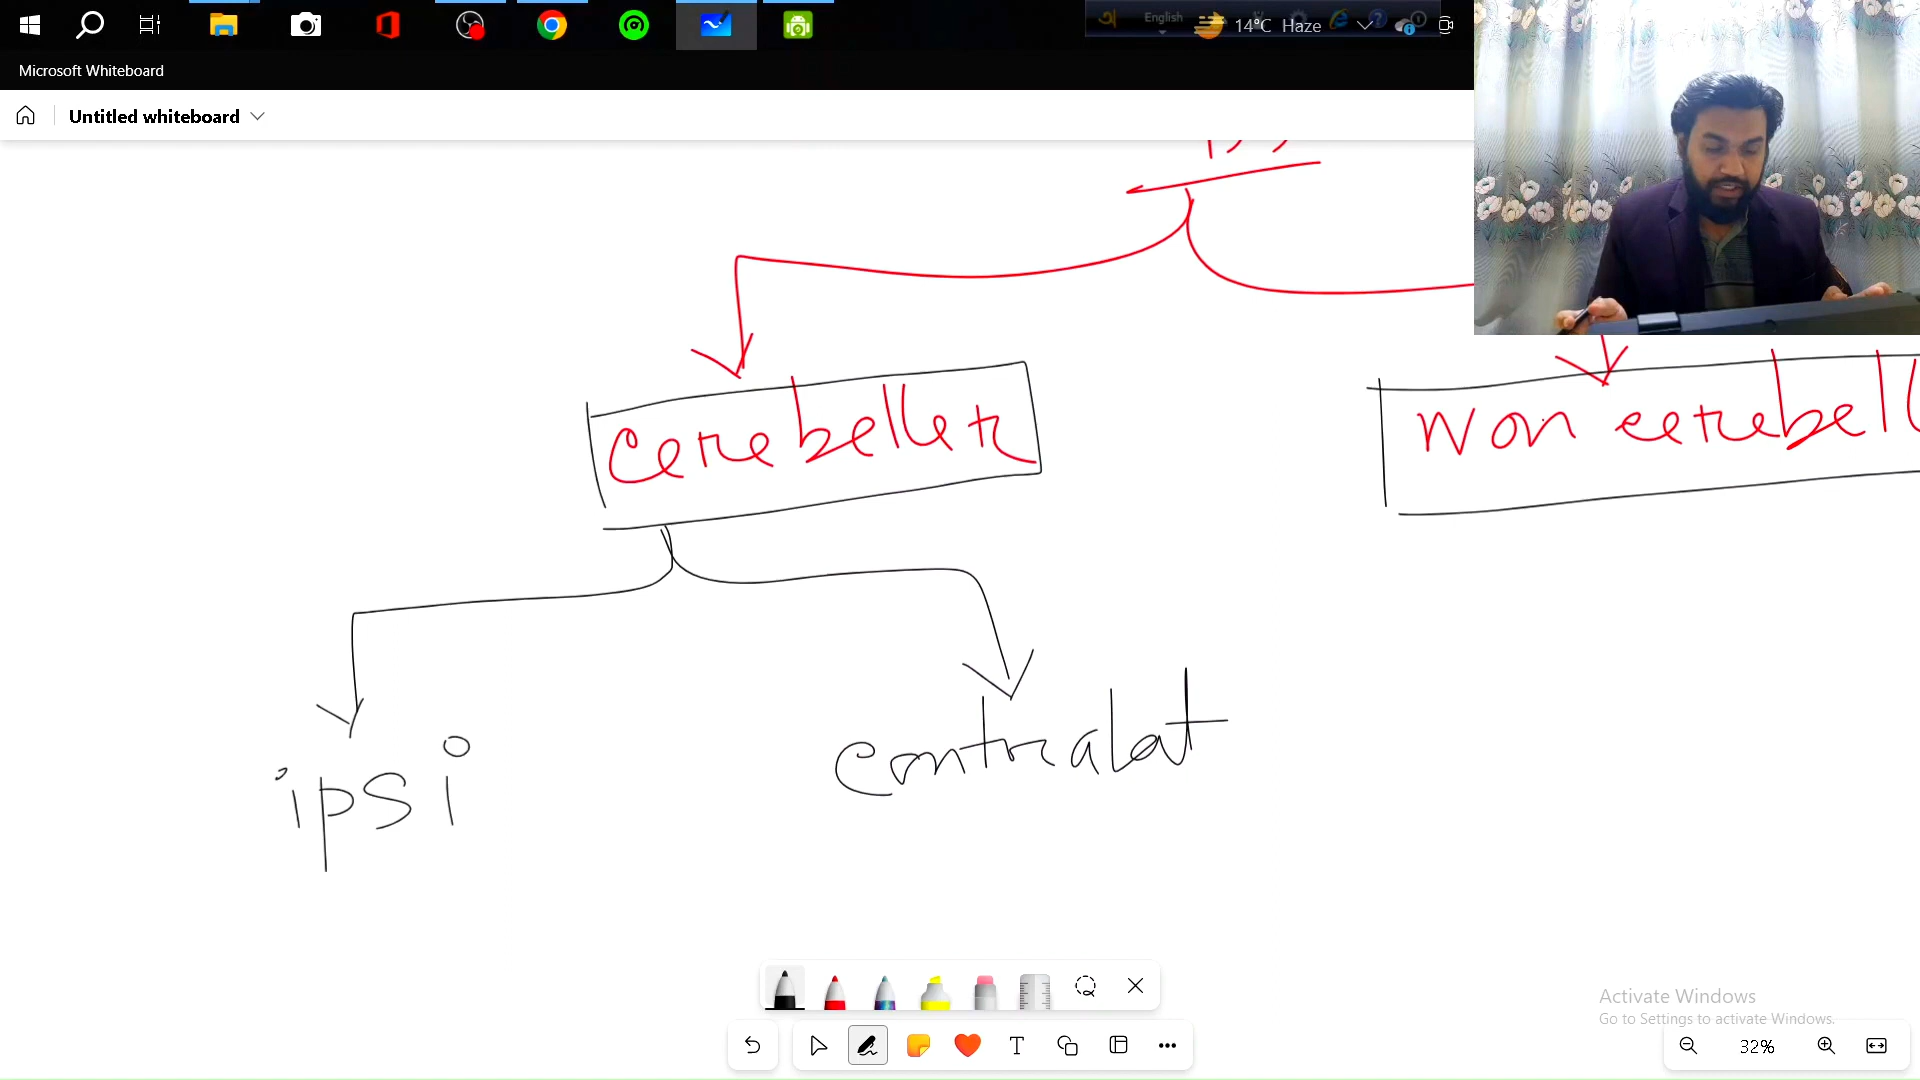 English
14°C Haze
Microsoft Whiteboard
Untitled whiteboard
Cerebeller
Non cerebell
ipsi
contralat
Activate Windows
Go to Settings to activate Windows.
32%